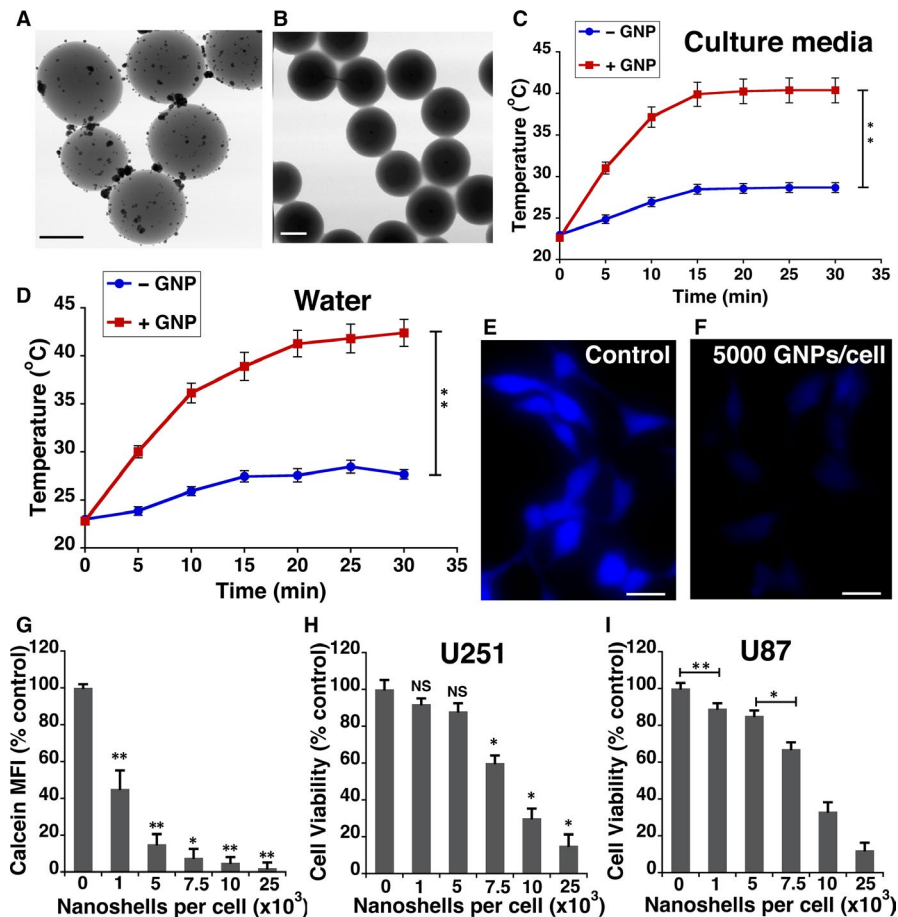 A
B
C
− GNP
+ GNP
Culture media
Temperature (°C)
45
40
35
30
25
20
* *
0 5 10 15 20 25 30 35
Time (min)
D
− GNP
+ GNP
Water
Temperature (°C)
45
40
35
30
25
20
* *
0 5 10 15 20 25 30 35
Time (min)
E
Control
F
5000 GNPs/cell
G
Calcein MFI (% control)
120
100
80
60
40
20
0
**
**
*
**
**
0 1 5 7.5 10 25
Nanoshells per cell (x10³)
H
U251
Cell Viability (% control)
120
100
80
60
40
20
0
NS
NS
*
*
*
0 1 5 7.5 10 25
Nanoshells per cell (x10³)
I
U87
Cell Viability (% control)
120
100
80
60
40
20
0
**
*
0 1 5 7.5 10 25
Nanoshells per cell (x10³)